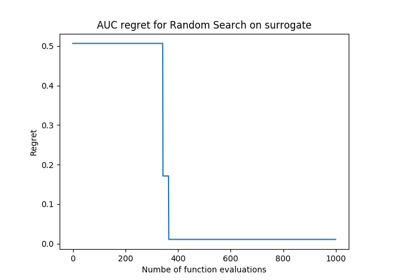 AUC regret for Random Search on surrogate
0.5
0.4
0.3
0.2
0.1
0.0
Regret
0 200 400 600 800 1000
Numbe of function evaluations